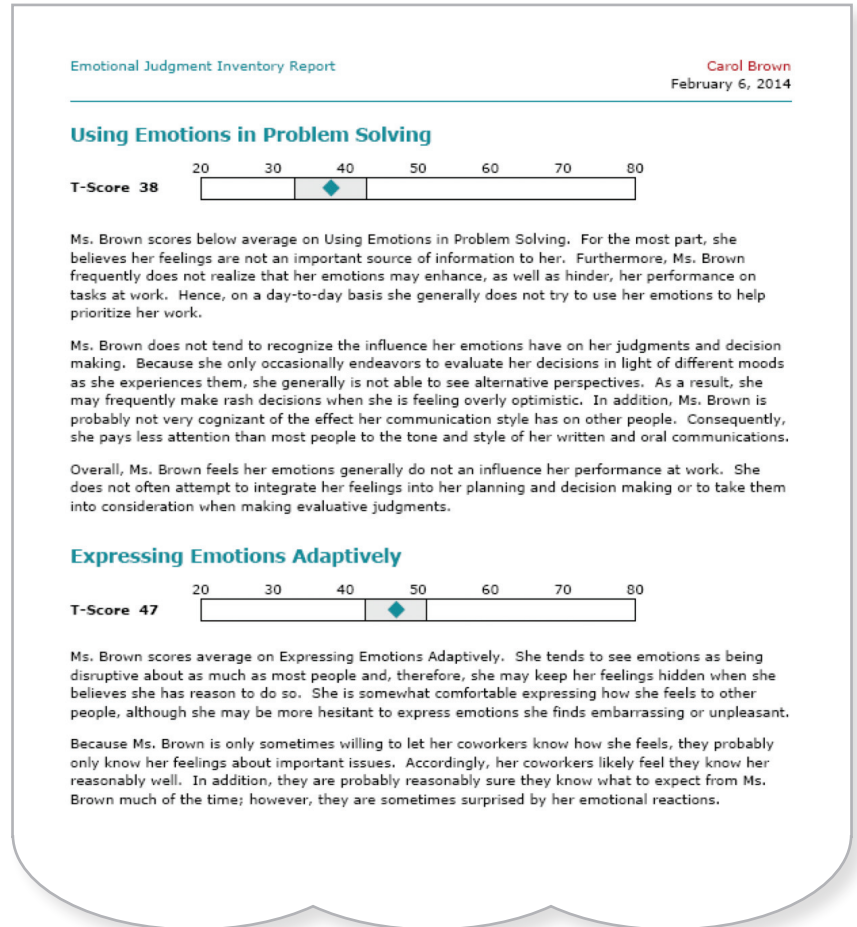 Emotional Judgment Inventory Report
Carol Brown
February 6, 2014
Using Emotions in Problem Solving
20 30 40 50 60 70 80
T-Score 38
Ms. Brown scores below average on Using Emotions in Problem Solving. For the most part, she
believes her feelings are not an important source of information to her. Furthermore, Ms. Brown
frequently does not realize that her emotions may enhance, as well as hinder, her performance on
tasks at work. Hence, on a day-to-day basis she generally does not try to use her emotions to help
prioritize her work.
Ms. Brown does not tend to recognize the influence her emotions have on her judgments and decision
making. Because she only occasionally endeavors to evaluate her decisions in light of different moods
as she experiences them, she generally is not able to see alternative perspectives. As a result, she
may frequently make rash decisions when she is feeling overly optimistic. In addition, Ms. Brown is
probably not very cognizant of the effect her communication style has on other people. Consequently,
she pays less attention than most people to the tone and style of her written and oral communications.
Overall, Ms. Brown feels her emotions generally do not an influence her performance at work. She
does not often attempt to integrate her feelings into her planning and decision making or to take them
into consideration when making evaluative judgments.
Expressing Emotions Adaptively
20 30 40 50 60 70 80
T-Score 47
Ms. Brown scores average on Expressing Emotions Adaptively. She tends to see emotions as being
disruptive about as much as most people and, therefore, she may keep her feelings hidden when she
believes she has reason to do so. She is somewhat comfortable expressing how she feels to other
people, although she may be more hesitant to express emotions she finds embarrassing or unpleasant.
Because Ms. Brown is only sometimes willing to let her coworkers know how she feels, they probably
only know her feelings about important issues. Accordingly, her coworkers likely feel they know her
reasonably well. In addition, they are probably reasonably sure they know what to expect from Ms.
Brown much of the time; however, they are sometimes surprised by her emotional reactions.